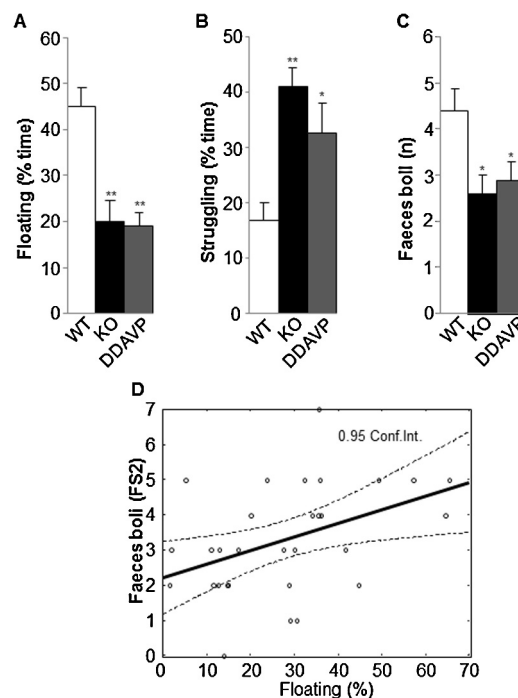 A
Floating (% time)
60
50
40
30
20
10
0
**
**
WT
KO
DDAVP
B
Struggling (% time)
50
40
30
20
10
0
**
*
WT
KO
DDAVP
C
Faeces boli (n)
6
5
4
3
2
1
0
*
*
WT
KO
DDAVP
D
Faeces boli (FS2)
7
6
5
4
3
2
1
0
0.95 Conf.Int.
0 10 20 30 40 50 60 70
Floating (%)